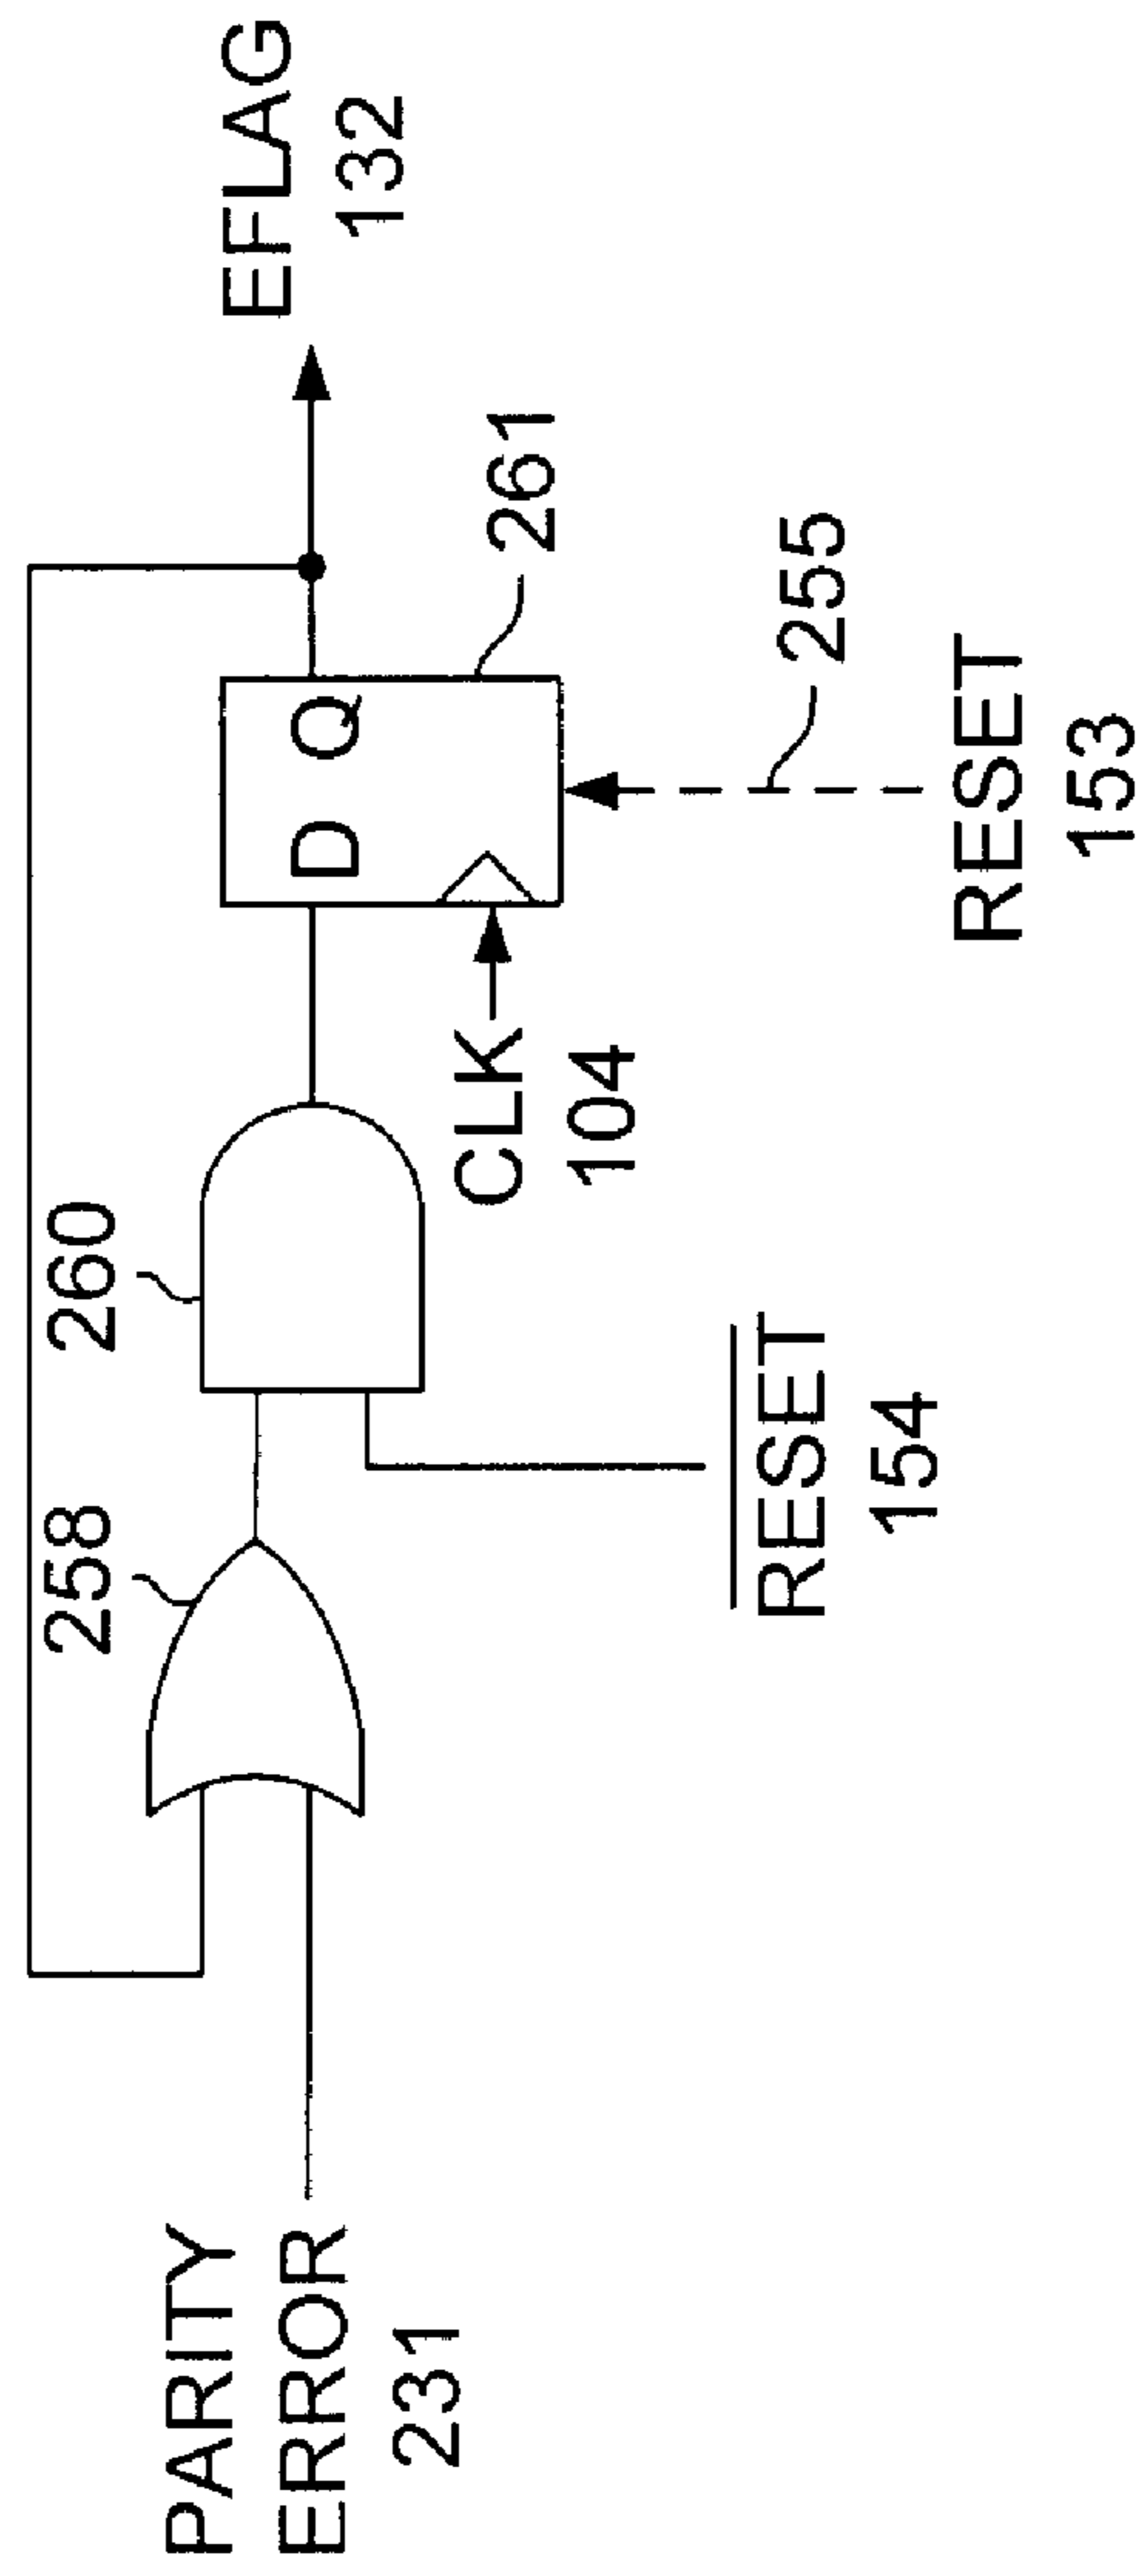 PARITY
ERROR
231
258
260
RESET
154
CLK
104
D Q
261
255
RESET
153
EFLAG
132